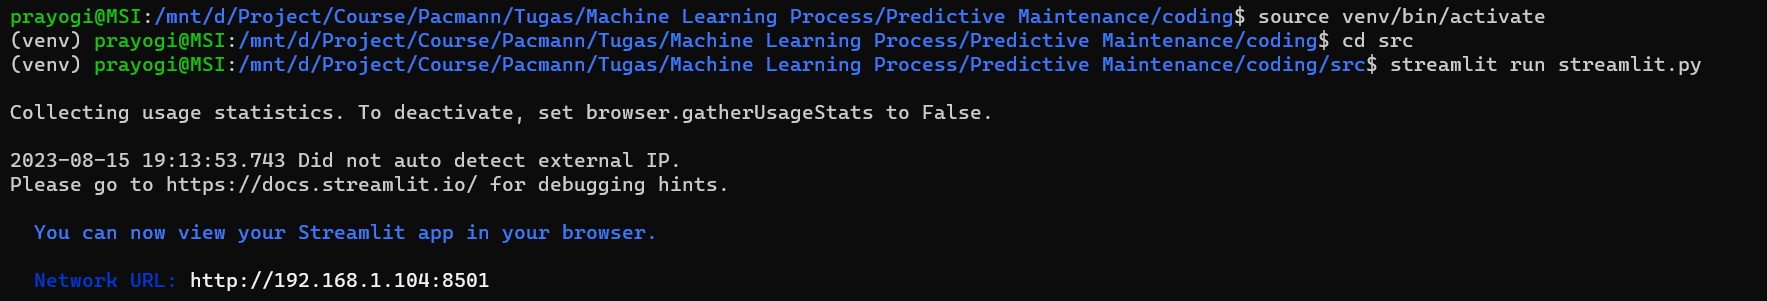 prayogi@MSI:/mnt/d/Project/Course/Pacmann/Tugas/Machine Learning Process/Predictive Maintenance/coding$ source venv/bin/activate
(venv) prayogi@MSI:/mnt/d/Project/Course/Pacmann/Tugas/Machine Learning Process/Predictive Maintenance/coding$ cd src
(venv) prayogi@MSI:/mnt/d/Project/Course/Pacmann/Tugas/Machine Learning Process/Predictive Maintenance/coding/src$ streamlit run streamlit.py
Collecting usage statistics. To deactivate, set browser.gatherUsageStats to False.
2023-08-15 19:13:53.743 Did not auto detect external IP.
Please go to https://docs.streamlit.io/ for debugging hints.
You can now view your Streamlit app in your browser.
Network URL: http://192.168.1.104:8501